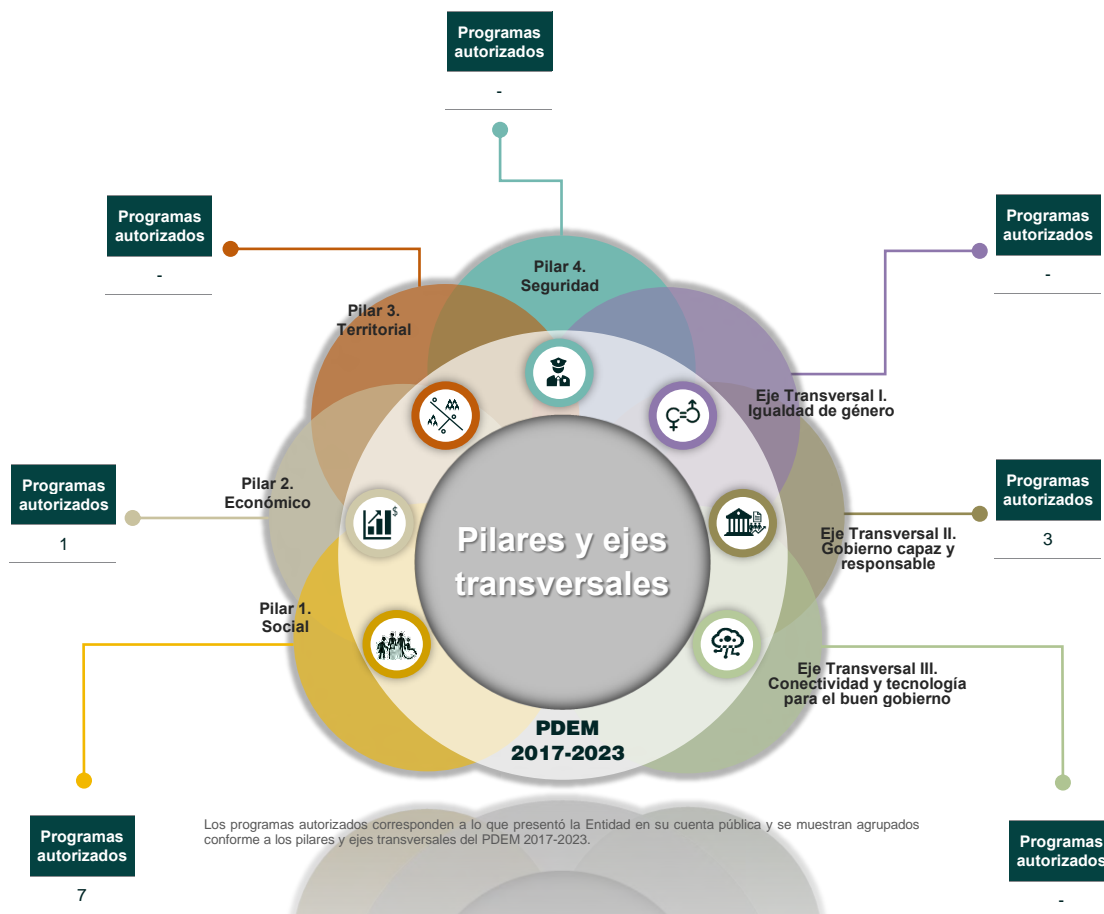 Programas
autorizados
-
Programas
autorizados
-
Programas
autorizados
-
Pilar 4.
Seguridad
Pilar 3.
Territorial
Eje Transversal I.
Igualdad de género
Programas
autorizados
1
Pilar 2.
Económico
$
Programas
autorizados
3
Pilares y ejes
transversales
Eje Transversal II.
Gobierno capaz y
responsable
Pilar 1.
Social
Eje Transversal III.
Conectividad y tecnología
para el buen gobierno
PDEM
2017-2023
Programas
autorizados
7
Los programas autorizados corresponden a lo que presentó la Entidad en su cuenta pública y se muestran agrupados
conforme a los pilares y ejes transversales del PDEM 2017-2023.
Programas
autorizados
-